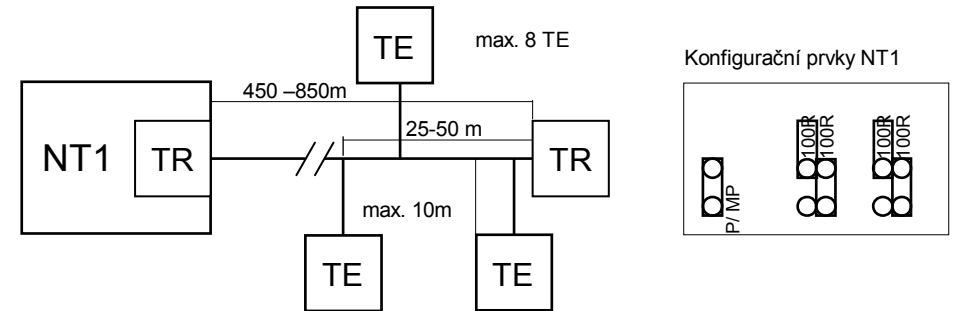 TE
max. 8 TE
Konfigurační prvky NT1
450 –850m
25-50 m
NT1
TR
TR
max. 10m
TE
TE
P/ MP
100R
100R
100R
100R